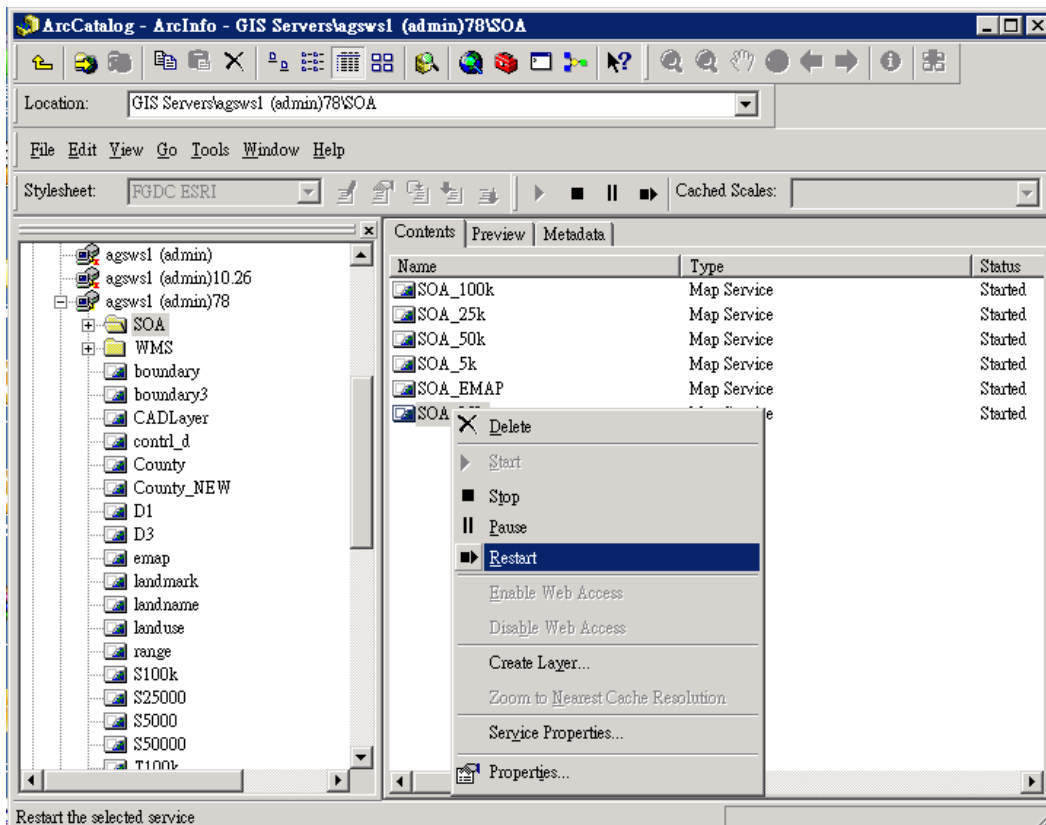 ArcCatalog - ArcInfo - GIS Servers\agsws1 (admin)78\SOA
Location: GIS Servers\agsws1 (admin)78\SOA
File Edit View Go Tools Window Help
Stylesheet: FGDC ESRI Cached Scales:
Contents Preview Metadata
Name Type Status
SOA_100k Map Service Started
SOA_25k Map Service Started
SOA_50k Map Service Started
SOA_5k Map Service Started
SOA_EMAP Map Service Started
SOA Started
agsws1 (admin)
agsws1 (admin)10.26
agsws1 (admin)78
SOA
WMS
boundary
boundary3
CADLayer
contrl_d
County
County_NEW
D1
D3
emap
landmark
landname
landuse
range
S100k
S25000
S5000
S50000
T100k
Delete
Start
Stop
Pause
Restart
Enable Web Access
Disable Web Access
Create Layer...
Zoom to Nearest Cache Resolution
Service Properties...
Properties...
Restart the selected service